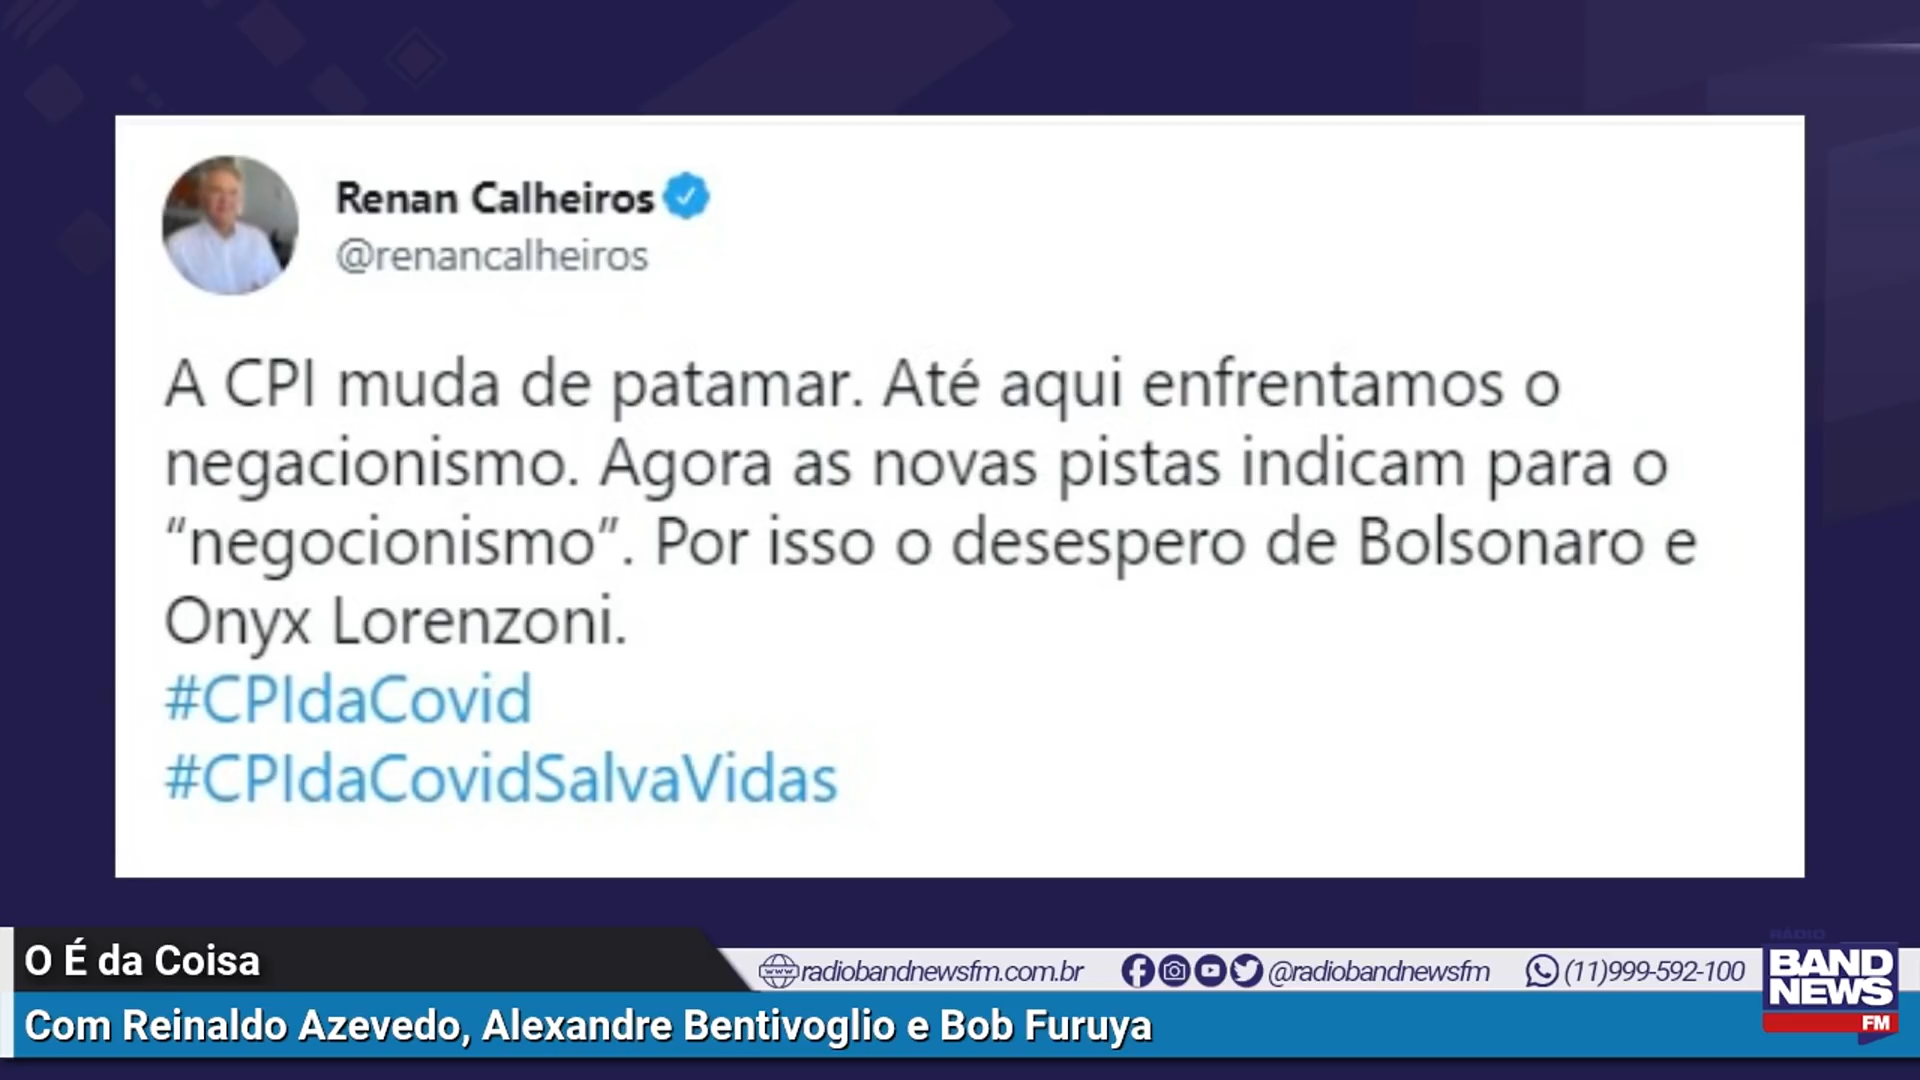 Renan Calheiros
@renancalheiros
A CPI muda de patamar. Até aqui enfrentamos o
negacionismo. Agora as novas pistas indicam para o
“negocionismo”. Por isso o desespero de Bolsonaro e
Onyx Lorenzoni.
#CPIdaCovid
#CPIdaCovidSalvaVidas
O É da Coisa
www radiobandnewsfm.com.br @radiobandnewsfm (11)999-592-100
Com Reinaldo Azevedo, Alexandre Bentivoglio e Bob Furuya
RÁDIO
BAND
NEWS
FM